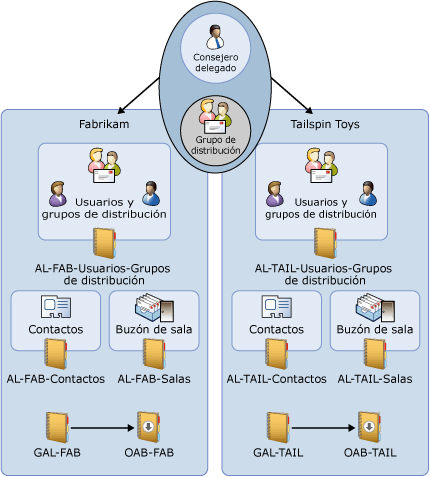 Consejero
delegado
Grupo de
distribución
Fabrikam
Usuarios y
grupos de distribución
AL-FAB-Usuarios-Grupos
de distribución
Contactos
Buzón de sala
AL-FAB-Contactos
AL-FAB-Salas
GAL-FAB
OAB-FAB
Tailspin Toys
Usuarios y
grupos de distribución
AL-TAIL-Usuarios-Grupos
de distribución
Contactos
Buzón de sala
AL-TAIL-Contactos
AL-TAIL-Salas
GAL-TAIL
OAB-TAIL